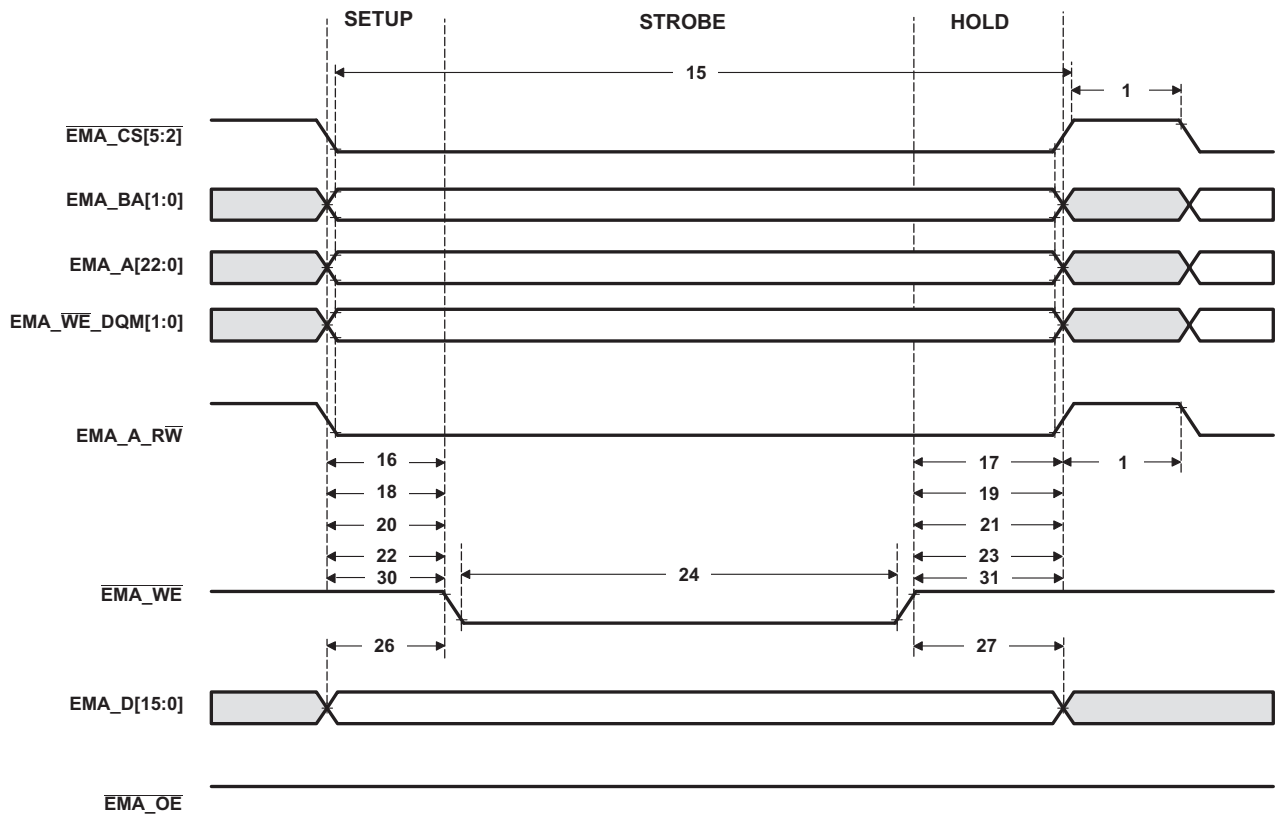 SETUP STROBE HOLD
15
1
EMA_CS[5:2]
EMA_BA[1:0]
EMA_A[22:0]
EMA_WE_DQM[1:0]
EMA_A_RW
16 17 1
18 19
20 21
22 23
24
30 31
EMA_WE
26 27
EMA_D[15:0]
EMA_OE